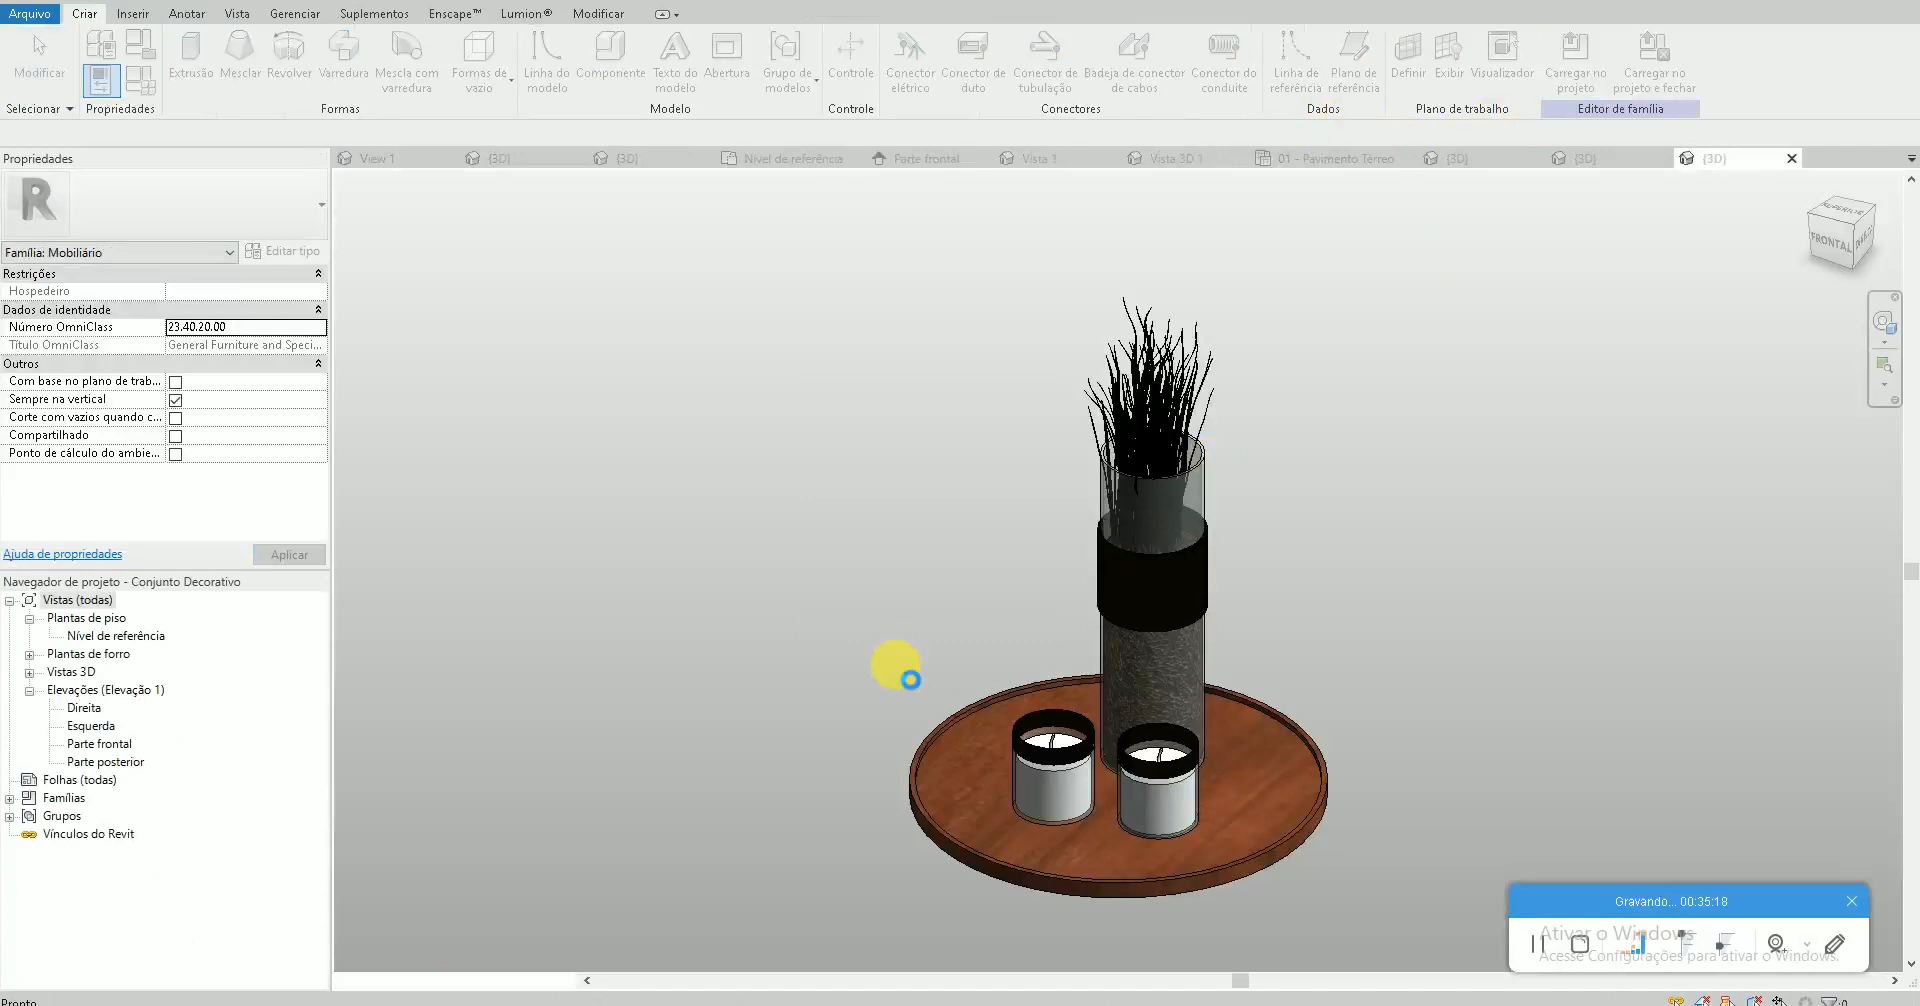 Arquivo Criar Inserir Anotar Vista Gerenciar Suplementos Enscape™ Lumion® Modificar
Modificar Extrusão Mesclar Revolver Varredura Mescla com varredura Formas de vazio Linha do modelo Componente Texto do modelo Abertura Grupo de modelos Controle Conector elétrico Conector de duto Conector de tubulação Badeja de conector de cabos Conector do conduite Linha de referência Plano de referência Definir Exibir Visualizador Carregar no projeto Carregar no projeto e fechar
Selecionar Propriedades Formas Modelo Controle Conectores Dados Plano de trabalho Editor de família
Propriedades
View 1 {3D} {3D} Nível de referência Parte frontal Vista 1 Vista 3D 1 01 - Pavimento Térreo {3D} {3D} {3D}
R
Família: Mobiliário Editar tipo
Restrições
Hospedeiro
Dados de identidade
Número OmniClass 23.40.20.00
Título OmniClass General Furniture and Speci...
Outros
Com base no plano de trab...
Sempre na vertical
Corte com vazios quando c...
Compartilhado
Ponto de cálculo do ambie...
Ajuda de propriedades Aplicar
Navegador de projeto - Conjunto Decorativo
Vistas (todas)
Plantas de piso
Nível de referência
Plantas de forro
Vistas 3D
Elevações (Elevação 1)
Direita
Esquerda
Parte frontal
Parte posterior
Folhas (todas)
Famílias
Grupos
Vínculos do Revit
SUPERIOR
FRONTAL
Gravando... 00:35:18
Ativar o Windows
Acesse Configurações para ativar o Windows.
Pronto